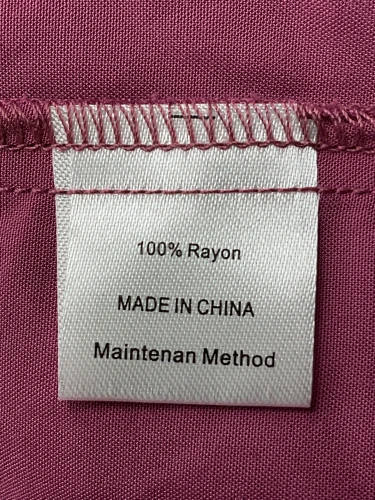 100% Rayon
MADE IN CHINA
Maintenan Method